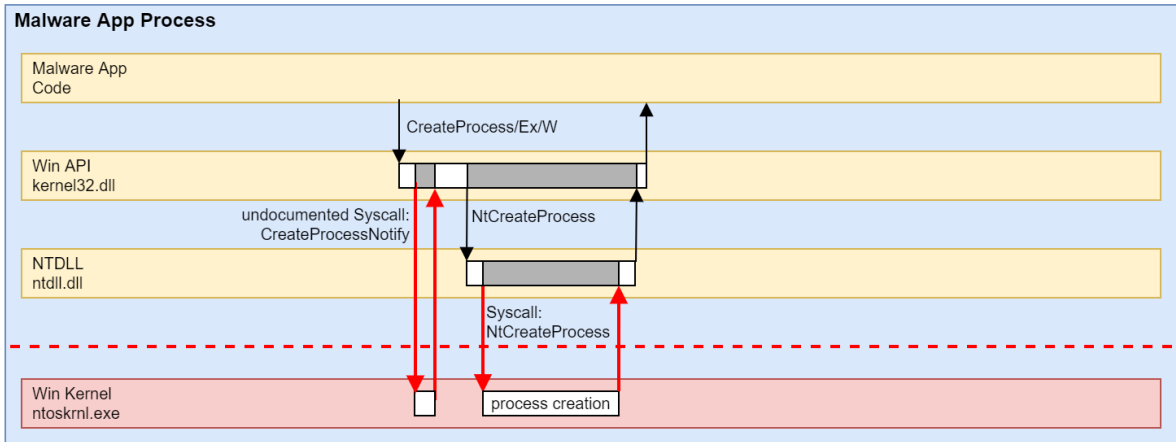 Malware App Process
Malware App
Code
CreateProcess/Ex/W
Win API
kernel32.dll
undocumented Syscall:
CreateProcessNotify
NtCreateProcess
NTDLL
ntdll.dll
Syscall:
NtCreateProcess
Win Kernel
ntoskrnl.exe
process creation